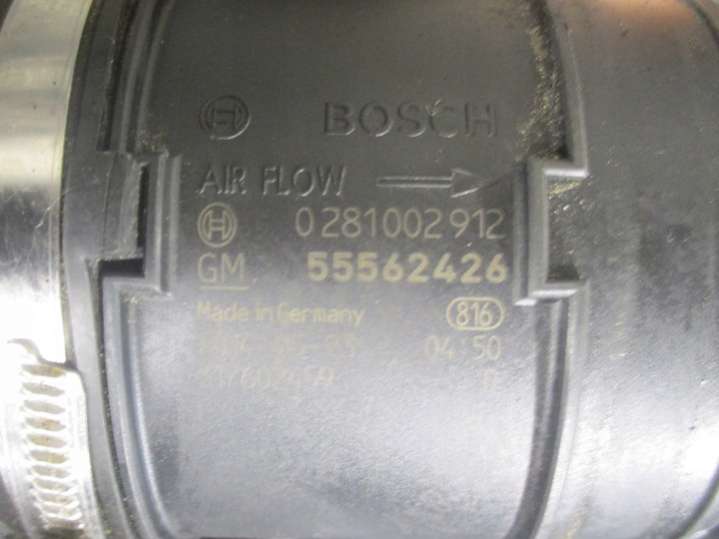 BOSCH
AIR FLOW
0 281 002 912
GM 55562426
Made in Germany 816
04:50